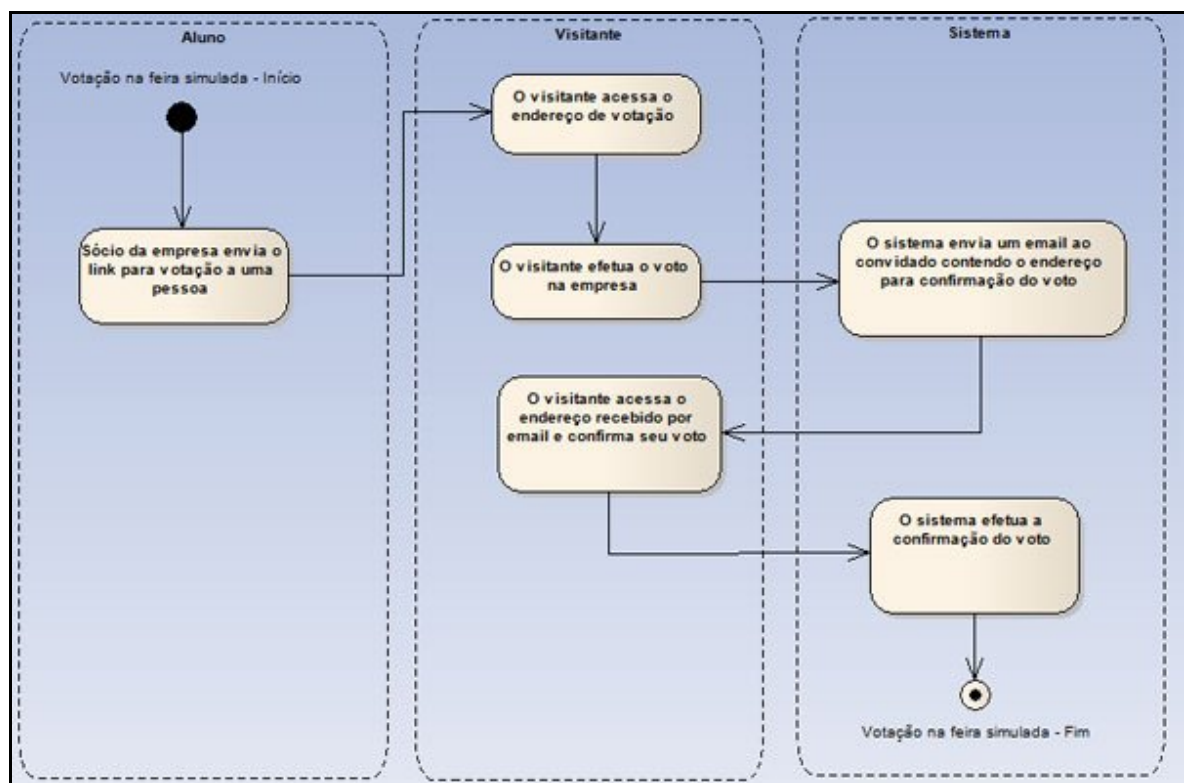 Aluno
Visitante
Sistema
Votação na feira simulada - Início
O visitante acessa o
endereço de votação
Sócio da empresa envia o
link para votação a uma
pessoa
O visitante efetua o voto
na empresa
O sistema envia um email ao
convidado contendo o endereço
para confirmação do voto
O visitante acessa o
endereço recebido por
email e confirma seu voto
O sistema efetua a
confirmação do voto
Votação na feira simulada - Fim